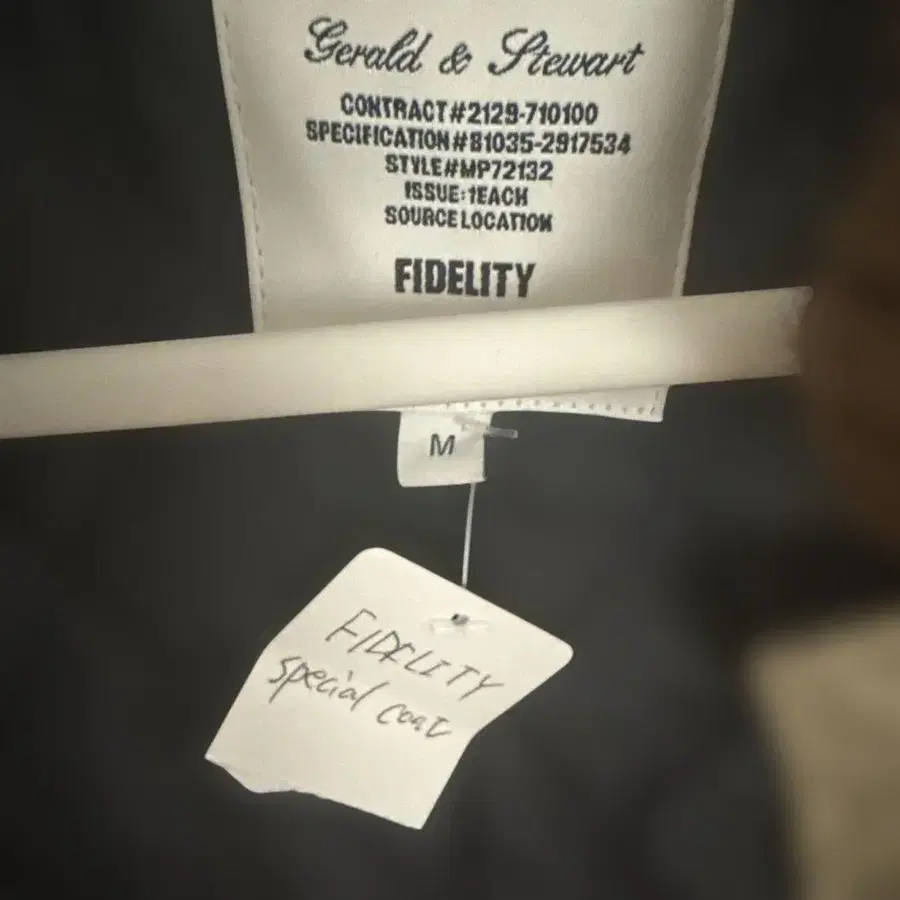 Gerald & Stewart
CONTRACT#2129-710100
SPECIFICATION#81035-2917534
STYLE#MP72132
ISSUE:1EACH
SOURCE LOCATION
FIDELITY
M
FIDELITY
special coat